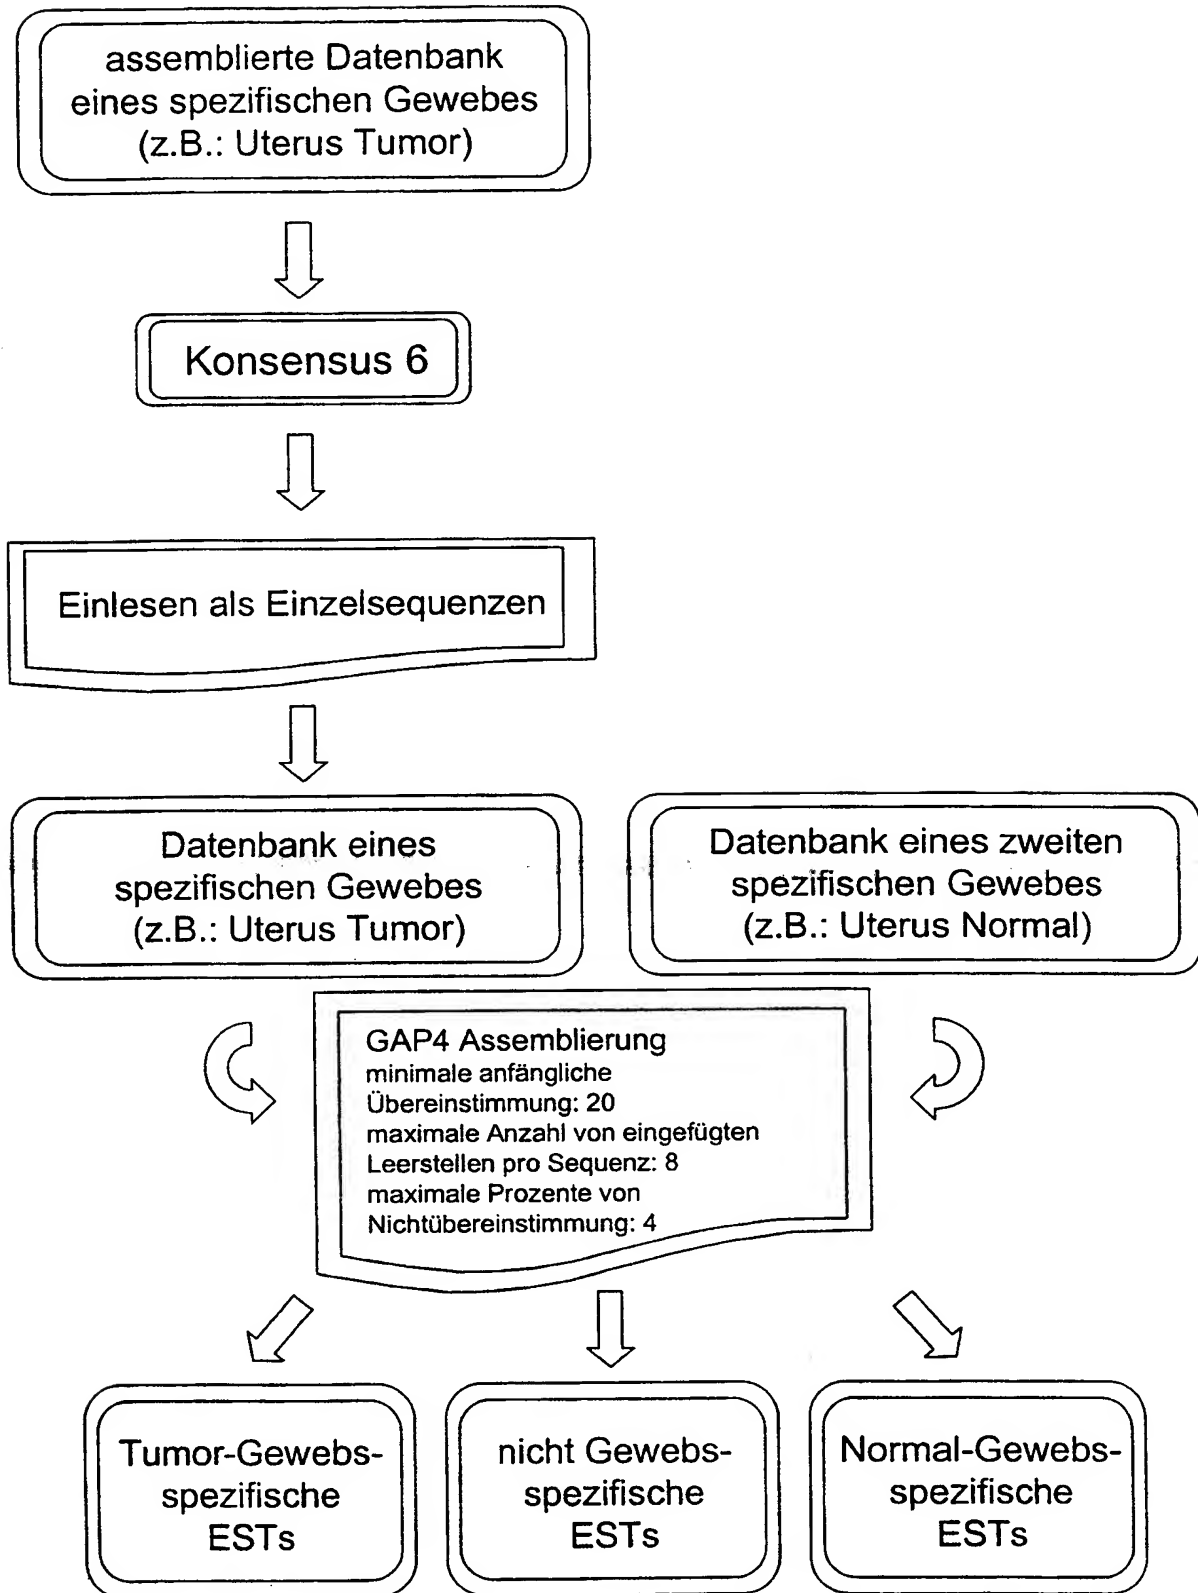 assemblierte Datenbank
eines spezifischen Gewebes
(z.B.: Uterus Tumor)
Konsensus 6
Einlesen als Einzelsequenzen
Datenbank eines
spezifischen Gewebes
(z.B.: Uterus Tumor)
Datenbank eines zweiten
spezifischen Gewebes
(z.B.: Uterus Normal)
GAP4 Assemblierung
minimale anfängliche
Übereinstimmung: 20
maximale Anzahl von eingefügten
Leerstellen pro Sequenz: 8
maximale Prozente von
Nichtübereinstimmung: 4
Tumor-Gewebs-
spezifische
ESTs
nicht Gewebs-
spezifische
ESTs
Normal-Gewebs-
spezifische
ESTs